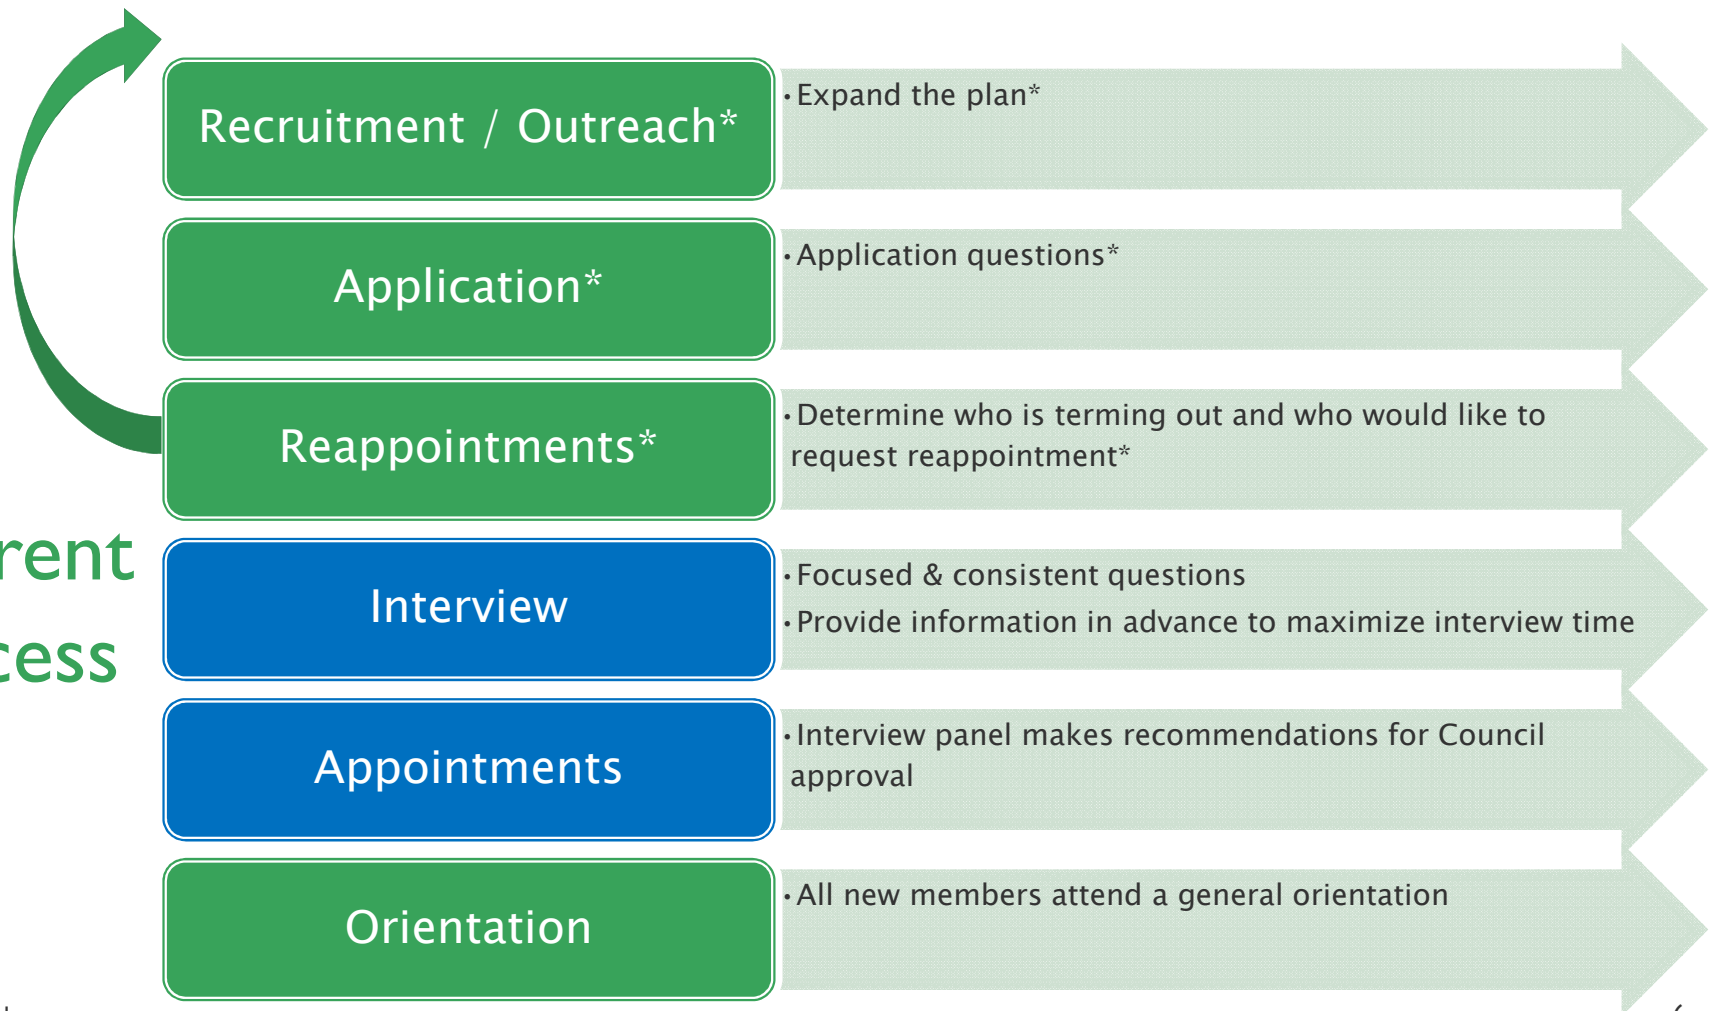 Recruitment / Outreach*
•Expand the plan*
Application*
•Application questions*
Reappointments*
•Determine who is terming out and who would like to
request reappointment*
rent
cess
Interview
•Focused & consistent questions
•Provide information in advance to maximize interview time
Appointments
•Interview panel makes recommendations for Council
approval
Orientation
•All new members attend a general orientation